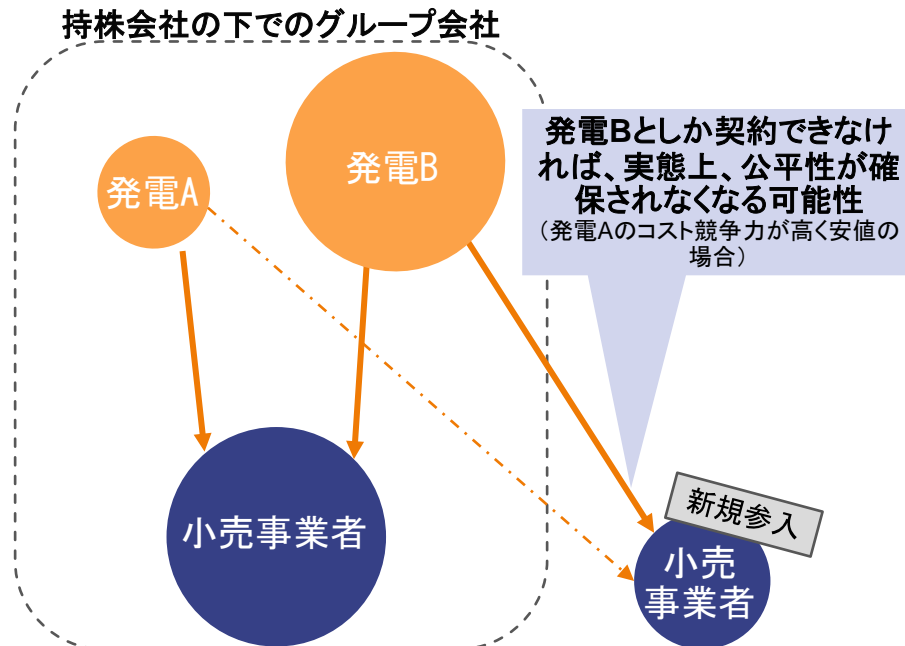 持株会社の下でのグループ会社
発電A
発電B
発電Bとしか契約できなけ
れば、実態上、公平性が確
保されなくなる可能性
（発電Aのコスト競争力が高く安値の
場合）
小売事業者
新規参入
小売
事業者